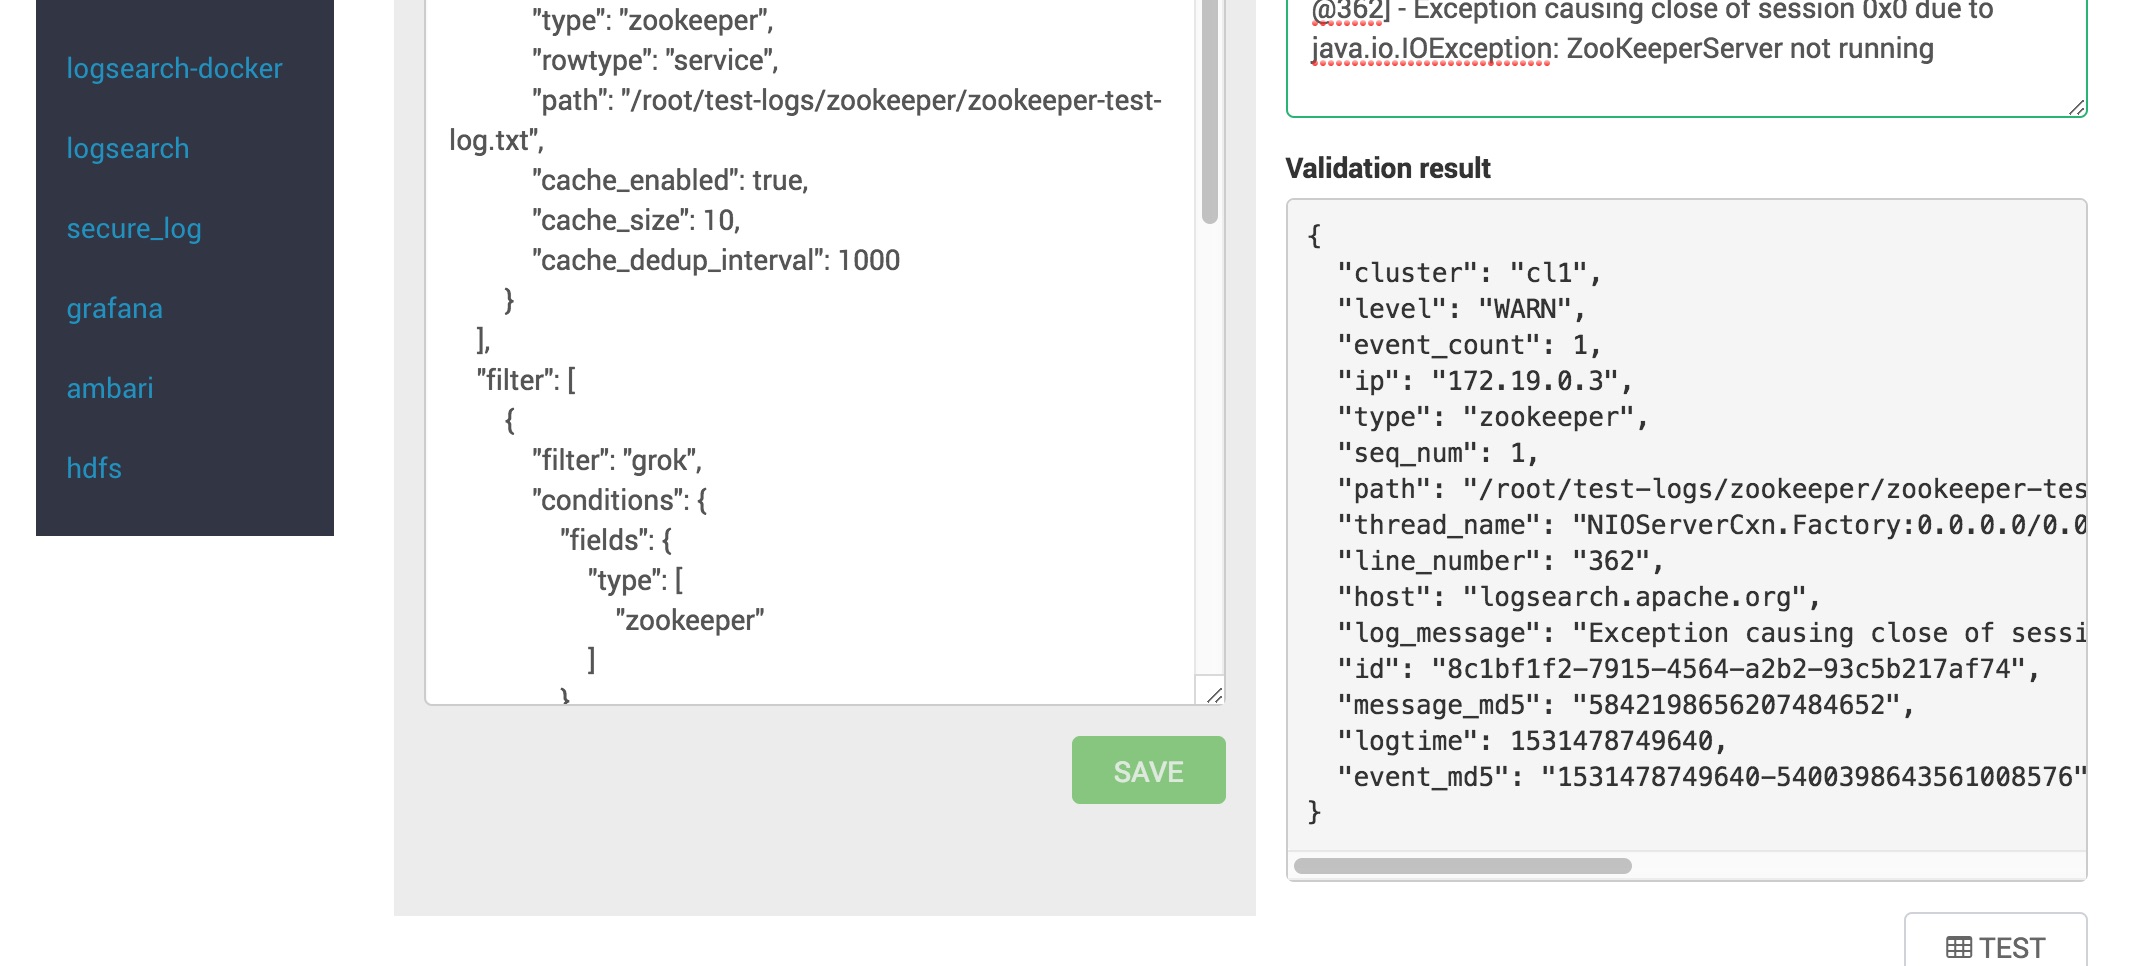 logsearch-docker
logsearch
secure_log
grafana
ambari
hdfs
"type": "zookeeper",
"rowtype": "service",
"path": "/root/test-logs/zookeeper/zookeeper-test-
log.txt",
"cache_enabled": true,
"cache_size": 10,
"cache_dedup_interval": 1000
}
],
"filter": [
{
"filter": "grok",
"conditions": {
"fields": {
"type": [
"zookeeper"
]
}
SAVE
@362] - Exception causing close of session 0x0 due to
java.io.IOException: ZooKeeperServer not running
Validation result
{
"cluster": "cl1",
"level": "WARN",
"event_count": 1,
"ip": "172.19.0.3",
"type": "zookeeper",
"seq_num": 1,
"path": "/root/test-logs/zookeeper/zookeeper-tes
"thread_name": "NIOServerCxn.Factory:0.0.0.0/0.0
"line_number": "362",
"host": "logsearch.apache.org",
"log_message": "Exception causing close of sessi
"id": "8c1bf1f2-7915-4564-a2b2-93c5b217af74",
"message_md5": "5842198656207484652",
"logtime": 1531478749640,
"event_md5": "1531478749640-5400398643561008576"
}
TEST